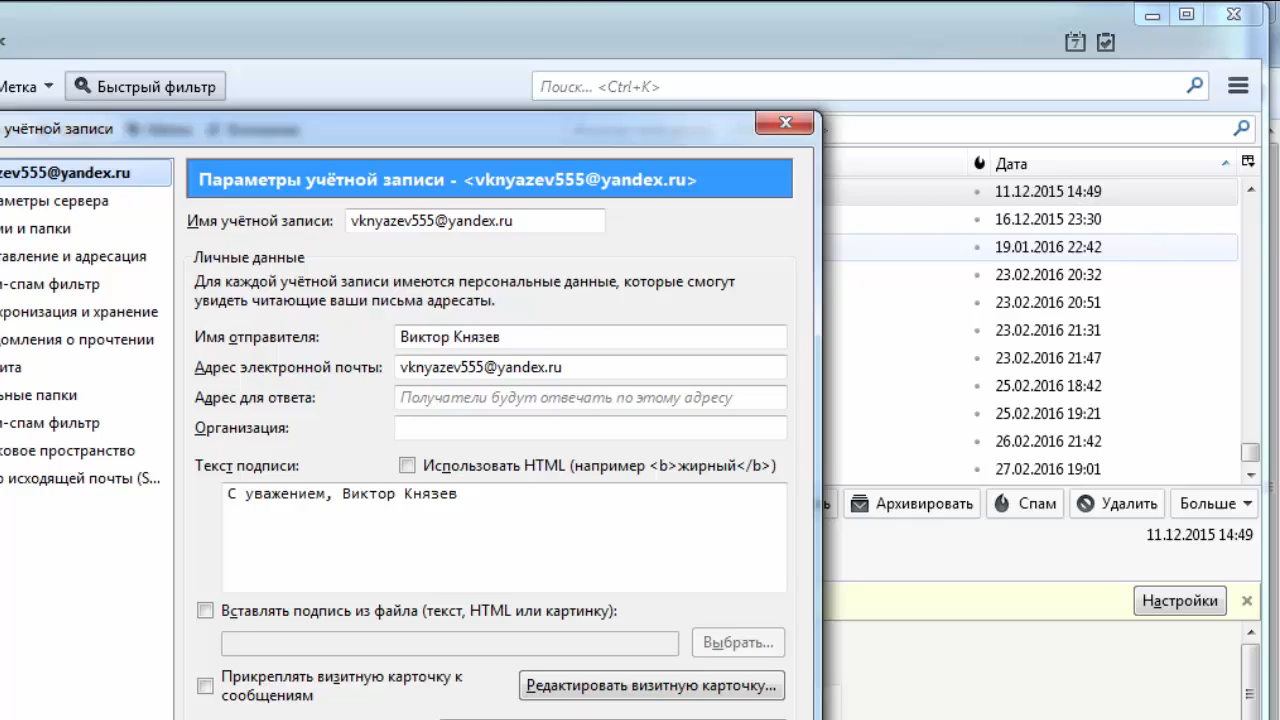 Метка
Быстрый фильтр
Поиск... <Ctrl+K>
учётной записи
zev555@yandex.ru
Параметры учётной записи - <vknyazev555@yandex.ru>
Имя учётной записи: vknyazev555@yandex.ru
Личные данные
Для каждой учётной записи имеются персональные данные, которые смогут
увидеть читающие ваши письма адресаты.
Имя отправителя: Виктор Князев
Адрес электронной почты: vknyazev555@yandex.ru
Адрес для ответа: Получатели будут отвечать по этому адресу
Организация:
Текст подписи:
Использовать HTML (например <b>жирный</b>)
С уважением, Виктор Князев
Вставлять подпись из файла (текст, HTML или картинку):
Выбрать...
Прикреплять визитную карточку к
сообщениям
Редактировать визитную карточку...
аметры сервера
ии и папки
тавление и адресация
и-спам фильтр
хронизация и хранение
домления о прочтении
ита
ьные папки
и-спам фильтр
ковое пространство
р исходящей почты (S...
Дата
11.12.2015 14:49
16.12.2015 23:30
19.01.2016 22:42
23.02.2016 20:32
23.02.2016 20:51
23.02.2016 21:31
23.02.2016 21:47
25.02.2016 18:42
25.02.2016 19:21
26.02.2016 21:42
27.02.2016 19:01
ь
Архивировать
Спам
Удалить
Больше
11.12.2015 14:49
Настройки